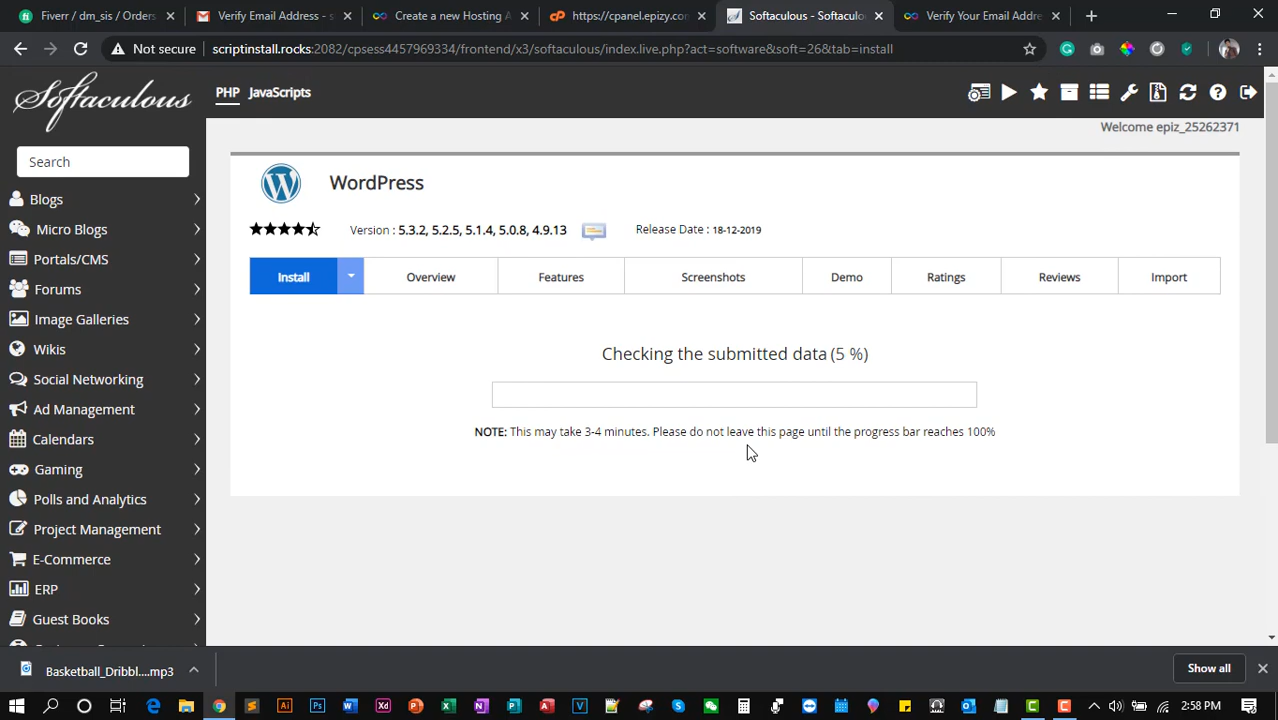 Fiverr / dm_sis / Orders
Verify Email Address - s
Create a new Hosting A
https://cpanel.epizy.con
Softaculous - Softaculo
Verify Your Email Addre
Not secure
scriptinstall.rocks:2082/cpsess4457969334/frontend/x3/softaculous/index.live.php?act=software&soft=26&tab=install
Softaculous
PHP JavaScripts
Welcome epiz_25262371
Search
Blogs
Micro Blogs
Portals/CMS
Forums
Image Galleries
Wikis
Social Networking
Ad Management
Calendars
Gaming
Polls and Analytics
Project Management
E-Commerce
ERP
Guest Books
WordPress
Version : 5.3.2, 5.2.5, 5.1.4, 5.0.8, 4.9.13
Release Date : 18-12-2019
Install Overview Features Screenshots Demo Ratings Reviews Import
Checking the submitted data (5 %)
NOTE: This may take 3-4 minutes. Please do not leave this page until the progress bar reaches 100%
Basketball_Dribbl....mp3
Show all
2:58 PM